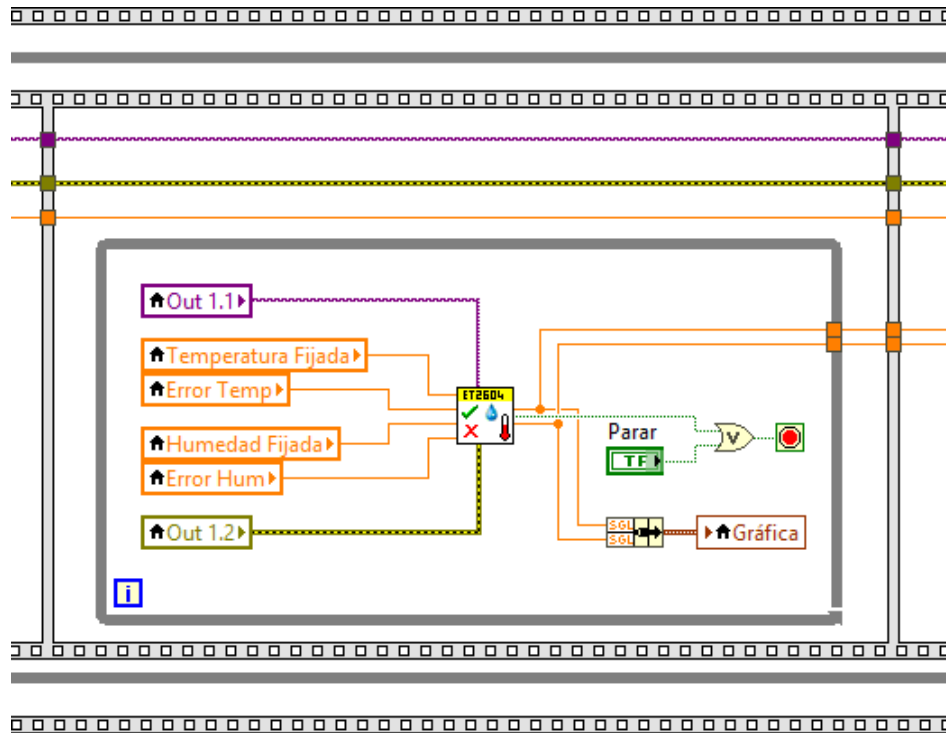 Out 1.1
Temperatura Fijada
Error Temp
ET2604
Humedad Fijada
Parar
V
TF
Error Hum
SGL
SGL
Gráfica
Out 1.2
i